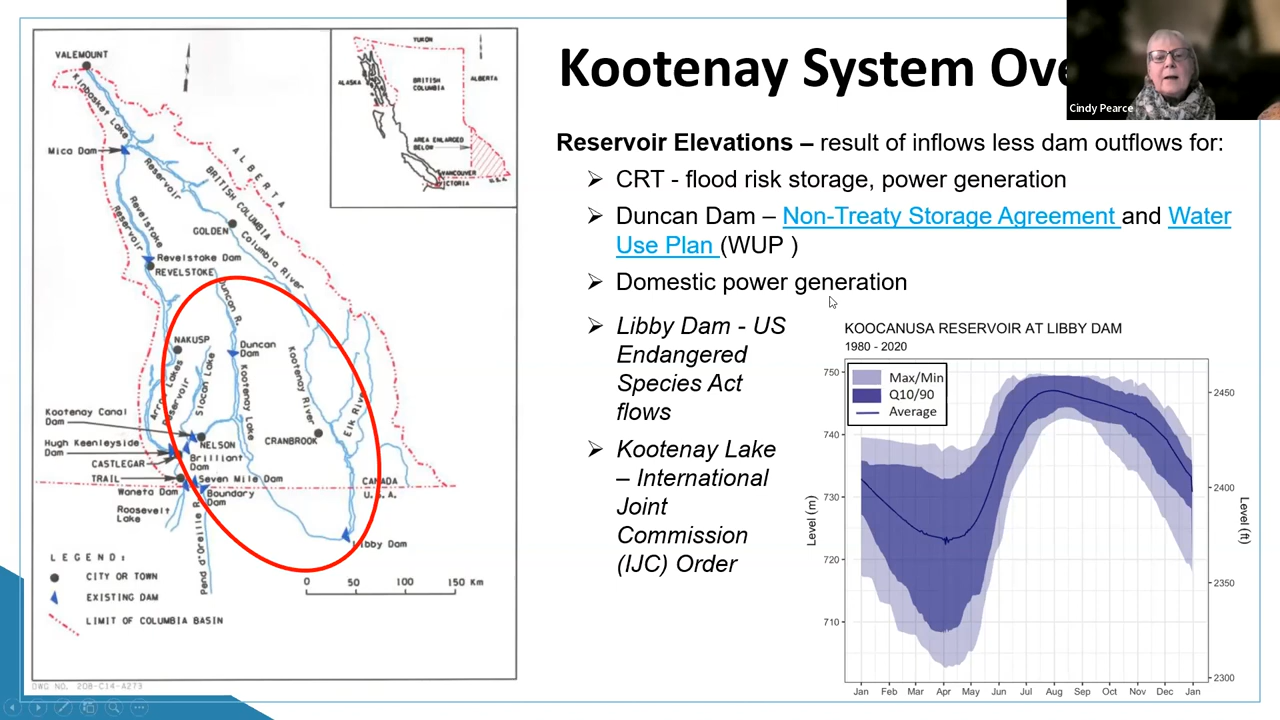 Kootenay System Ove
Cindy Pearce
Reservoir Elevations – result of inflows less dam outflows for:
➢ CRT - flood risk storage, power generation
➢ Duncan Dam – Non-Treaty Storage Agreement and Water
Use Plan (WUP )
➢ Domestic power generation
➢ Libby Dam - US
Endangered
Species Act
flows
➢ Kootenay Lake
– International
Joint
Commission
(IJC) Order
VALEMOUNT
Kinbasket Lake
Mica Dam
Reservoir
ALBERTA
BRITISH COLUMBIA
Revelstoke
Reservoir
GOLDEN
Columbia River
Revelstoke Dam
REVELSTOKE
Duncan R.
NAKUSP
Duncan
Dam
Arrow Lakes
Reservoir
Slocan Lake
Kootenay Lake
Kootenay River
Elk River
Kootenay Canal
Dam
NELSON
CRANBROOK
Hugh Keenleyside
Dam
Brilliant
Dam
CASTLEGAR
TRAIL
Seven Mile Dam
CANADA
U.S.A.
Waneta Dam
Boundary
Dam
Roosevelt
Lake
Pend d'Oreille R.
Libby Dam
LEGEND:
CITY OR TOWN
EXISTING DAM
LIMIT OF COLUMBIA BASIN
0 50 100 150 Km
DWG NO. 208-C14-A273
YUKON
ALASKA
BRITISH
COLUMBIA
ALBERTA
AREA ENLARGED
BELOW
VANCOUVER
VICTORIA
U.S.A.
KOOCANUSA RESERVOIR AT LIBBY DAM
1980 - 2020
Max/Min
Q10/90
Average
Level (m)
750
740
730
720
710
Level (ft)
2450
2400
2350
2300
Jan Feb Mar Apr May Jun Jul Aug Sep Oct Nov Dec Jan